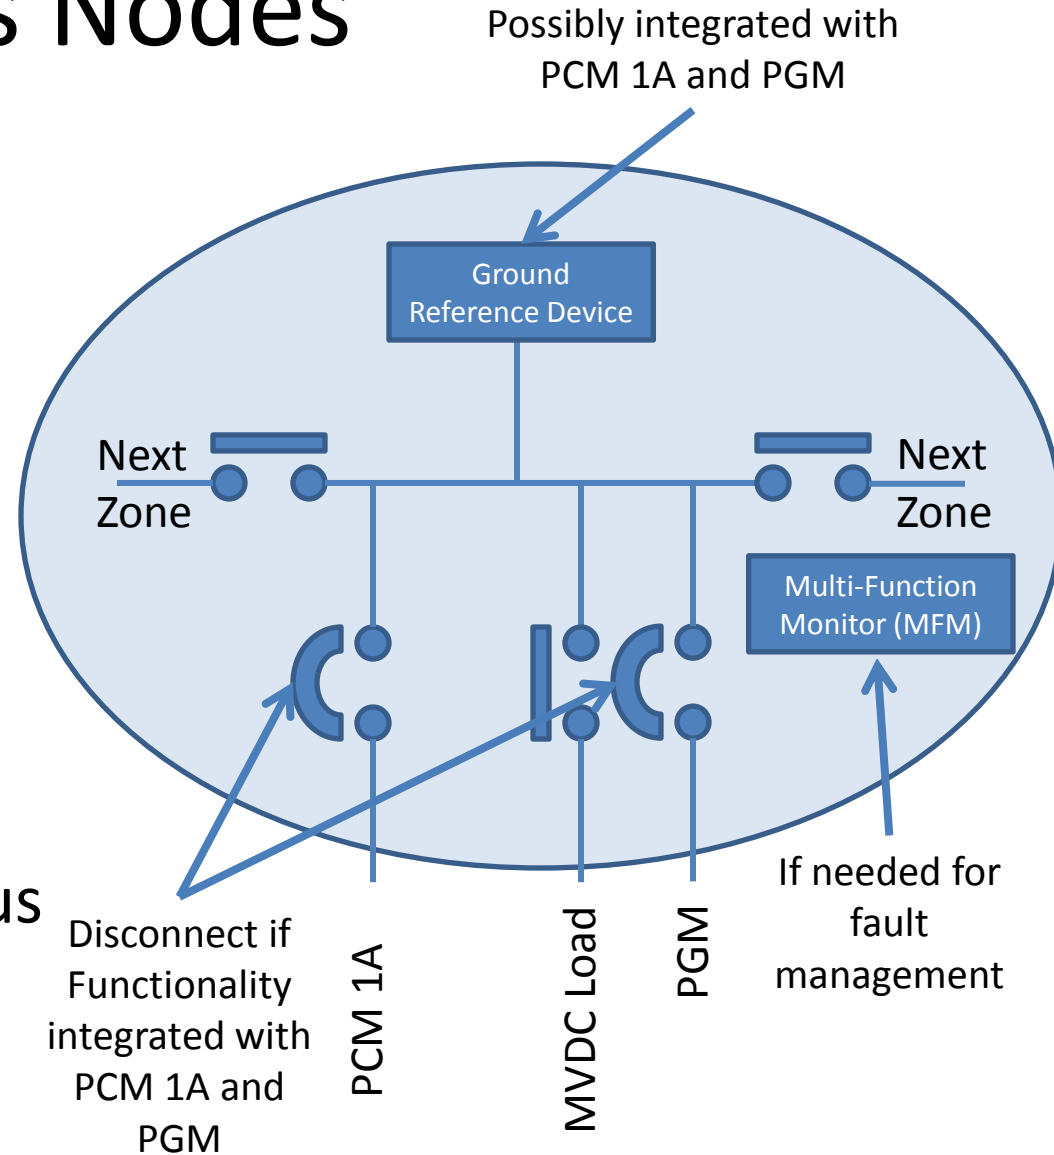 s Nodes
Possibly integrated with
PCM 1A and PGM
Ground
Reference Device
Next
Zone
Next
Zone
Multi-Function
Monitor (MFM)
us
Disconnect if
Functionality
integrated with
PCM 1A and
PGM
PCM 1A
MVDC Load
PGM
If needed for
fault
management